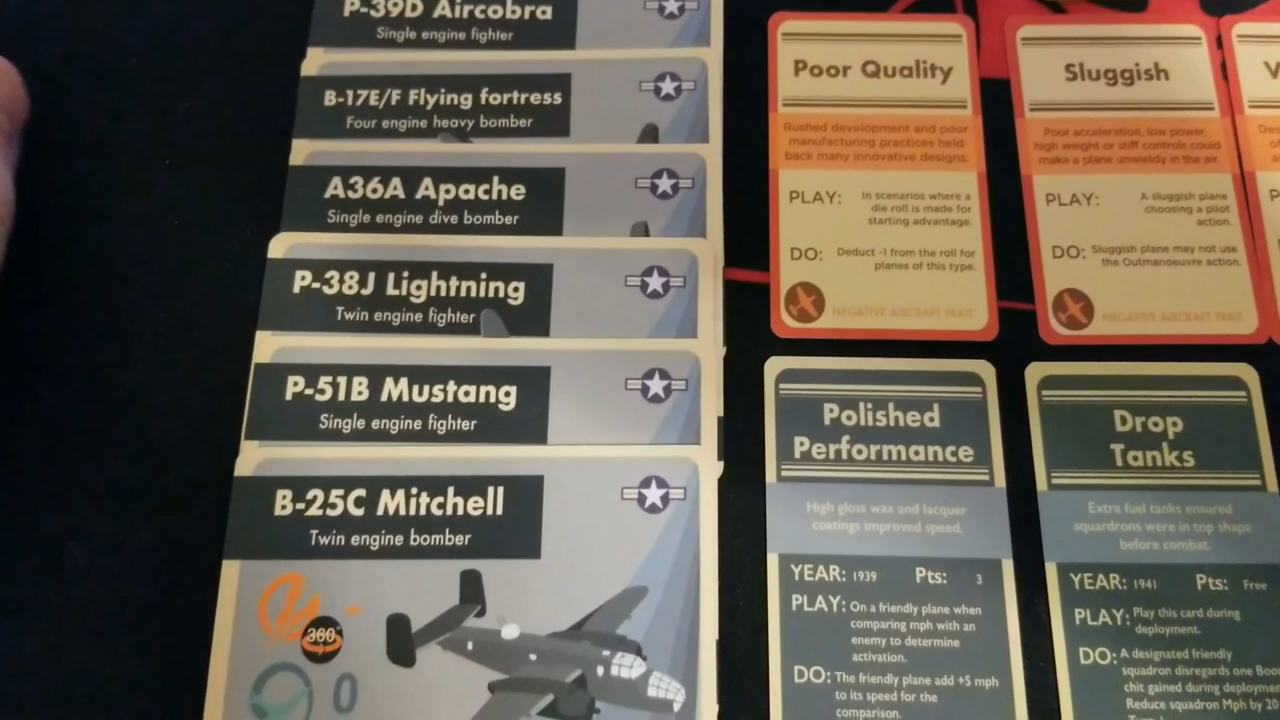 P-39D Aircobra
Single engine fighter
B-17E/F Flying fortress
Four engine heavy bomber
A36A Apache
Single engine dive bomber
P-38J Lightning
Twin engine fighter
P-51B Mustang
Single engine fighter
B-25C Mitchell
Twin engine bomber
360°
0
Poor Quality
Rushed development and poor
manufacturing practices held
back many innovative designs.
PLAY: In scenarios where a
die roll is made for
starting advantage.
DO: Deduct -1 from the roll for
planes of this type.
NEGATIVE AIRCRAFT TRAIT
Sluggish
Poor acceleration, low power,
high weight or stiff controls could
make a plane unweildy in the air.
PLAY: A sluggish plane
choosing a pilot
action.
DO: Sluggish plane may not use
the Outmanoeuvre action.
NEGATIVE AIRCRAFT TRAIT
Polished
Performance
High gloss wax and lacquer
coatings improved speed.
YEAR: 1939 Pts: 3
PLAY: On a friendly plane when
comparing mph with an
enemy to determine
activation.
DO: The friendly plane add +5 mph
to its speed for the
comparison.
Drop
Tanks
Extra fuel tanks ensured
squardrons were in top shape
before combat.
YEAR: 1941 Pts: Free
PLAY: Play this card during
deployment.
DO: A designated friendly
squadron disregards one
chit gained during
Reduce squadron Mph by 20